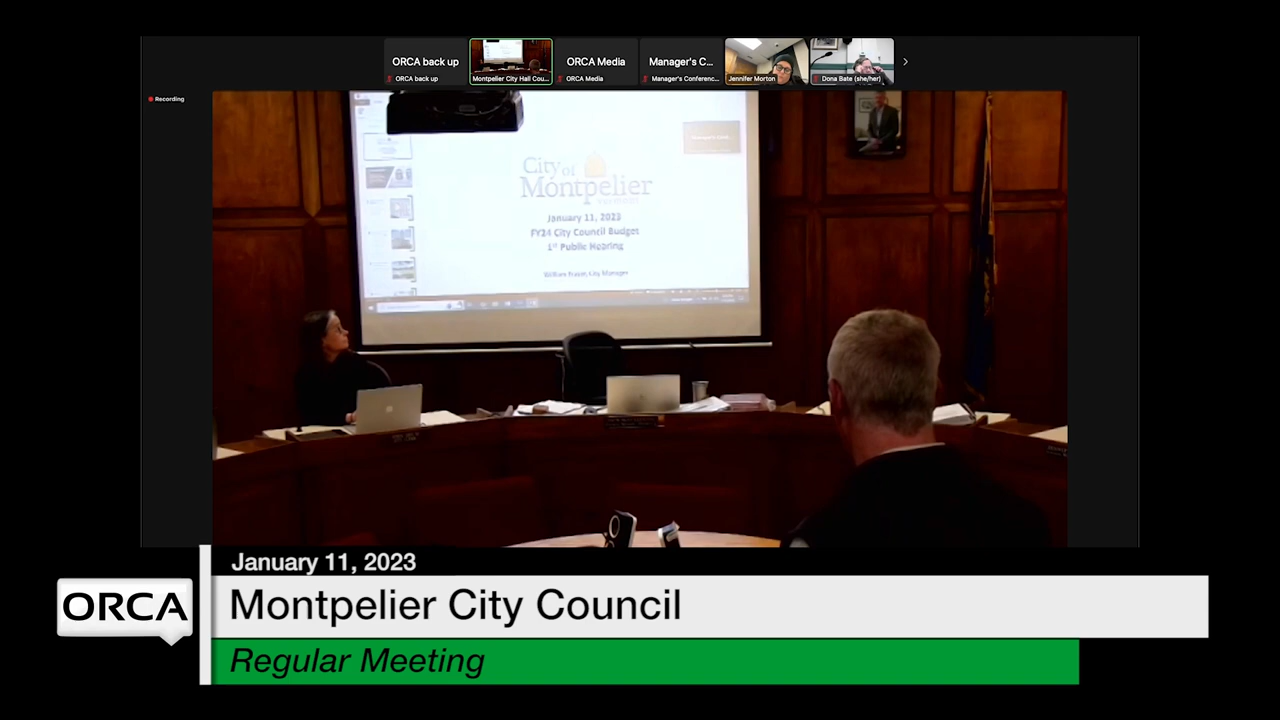 ORCA back up
ORCA Media
Manager's C...
ORCA back up
Montpelier City Hall Cou...
ORCA Media
Manager's Conferenc...
Jennifer Morton
Dona Bate (she/her)
Recording
City of
Montpelier
Vermont
January 11, 2023
FY24 City Council Budget
1st Public Hearing
William Fraser, City Manager
January 11, 2023
ORCA
Montpelier City Council
Regular Meeting